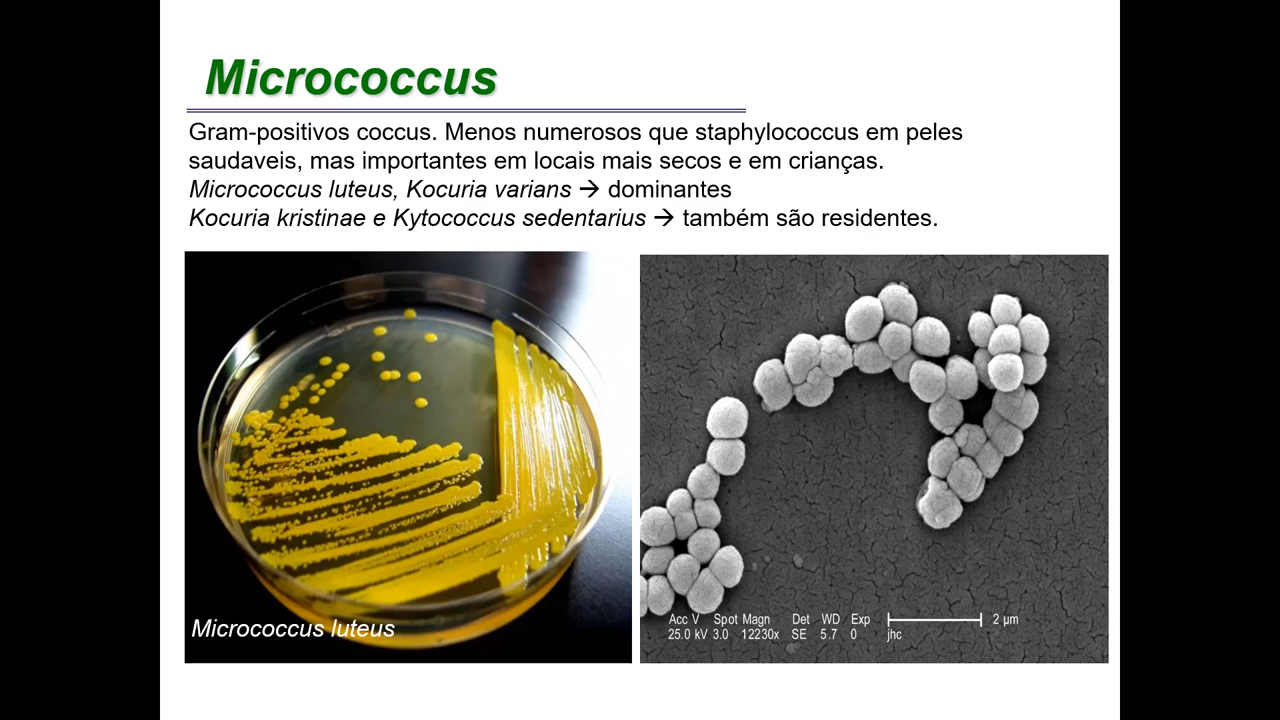 Micrococcus
Gram-positivos coccus. Menos numerosos que staphylococcus em peles
saudaveis, mas importantes em locais mais secos e em crianças.
Micrococcus luteus, Kocuria varians → dominantes
Kocuria kristinae e Kytococcus sedentarius → também são residentes.
Micrococcus luteus
Acc V Spot Magn Det WD Exp 2 µm
25.0 kV 3.0 12230x SE 5.7 0 jhc